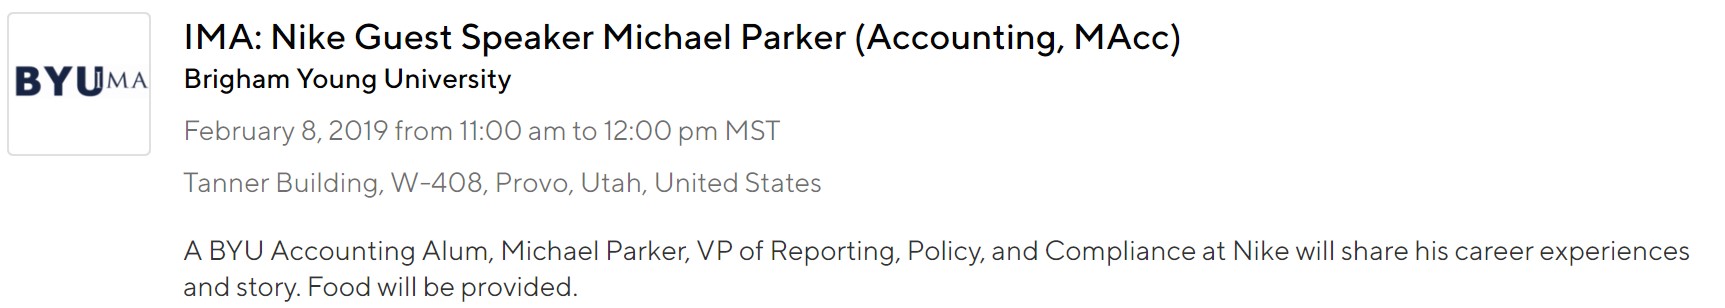 IMA: Nike Guest Speaker Michael Parker (Accounting, MAcc)
BYUIMA
Brigham Young University
February 8, 2019 from 11:00 am to 12:00 pm MST
Tanner Building, W-408, Provo, Utah, United States
A BYU Accounting Alum, Michael Parker, VP of Reporting, Policy, and Compliance at Nike will share his career experiences
and story. Food will be provided.